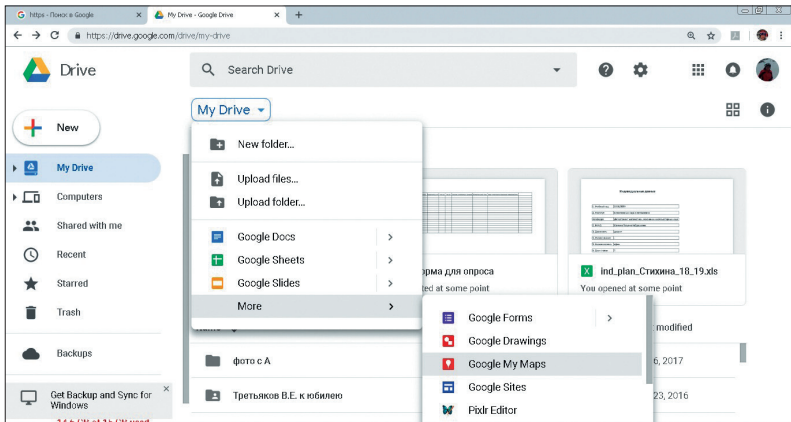 https - Поиск в Google
My Drive - Google Drive
https://drive.google.com/drive/my-drive
Drive
Search Drive
My Drive
New
New folder...
My Drive
Upload files...
Computers
Upload folder...
Shared with me
Google Docs
Recent
Google Sheets
рма для опроса
ind_plan_Стихина_18_19.xls
Starred
Google Slides
ted at some point
You opened at some point
Trash
More
Name
Google Forms
modified
Google Drawings
Backups
фото с А
Google My Maps
6, 2017
Get Backup and Sync for
Windows
Третьяков В.Е. к юбилею
Google Sites
23, 2016
Pixlr Editor